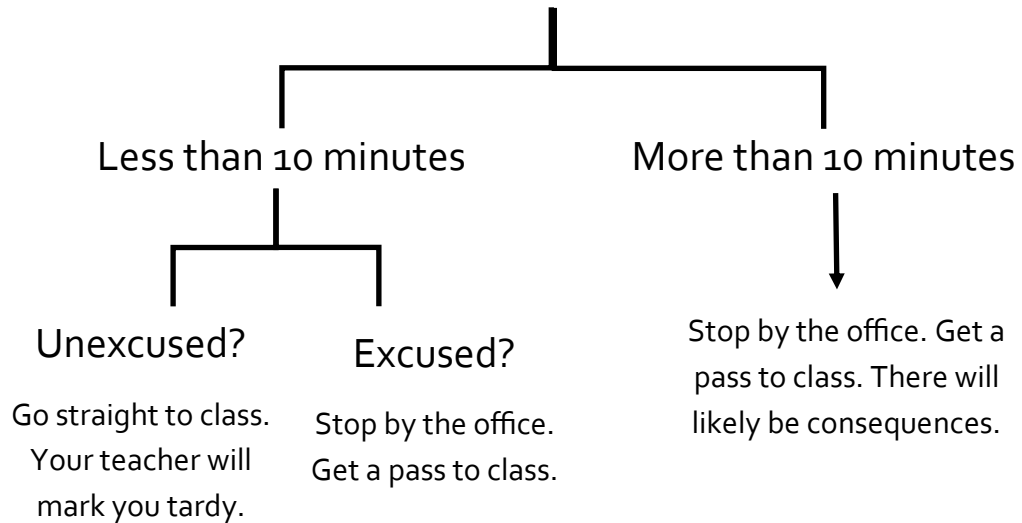 Less than 10 minutes
More than 10 minutes
Unexcused?
Go straight to class.
Your teacher will
mark you tardy.
Excused?
Stop by the office.
Get a pass to class.
Stop by the office. Get a
pass to class. There will
likely be consequences.